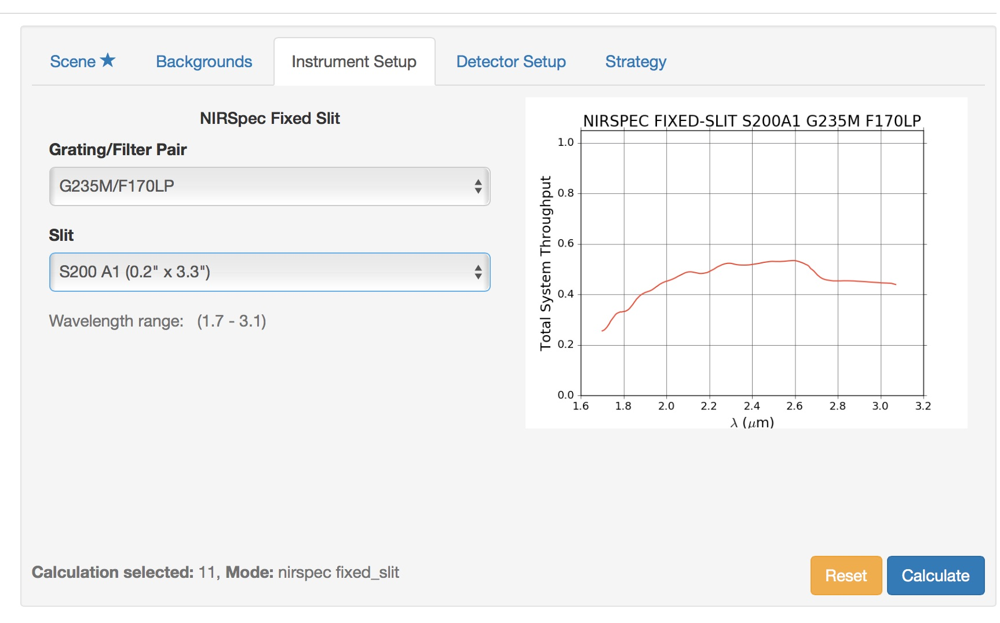 Scene ★ Backgrounds Instrument Setup Detector Setup Strategy
NIRSpec Fixed Slit
Grating/Filter Pair
G235M/F170LP
Slit
S200 A1 (0.2" x 3.3")
Wavelength range: (1.7 - 3.1)
NIRSPEC FIXED-SLIT S200A1 G235M F170LP
Total System Throughput
1.0
0.8
0.6
0.4
0.2
0.0
1.6 1.8 2.0 2.2 2.4 2.6 2.8 3.0 3.2
λ (μm)
Calculation selected: 11, Mode: nirspec fixed_slit
Reset Calculate